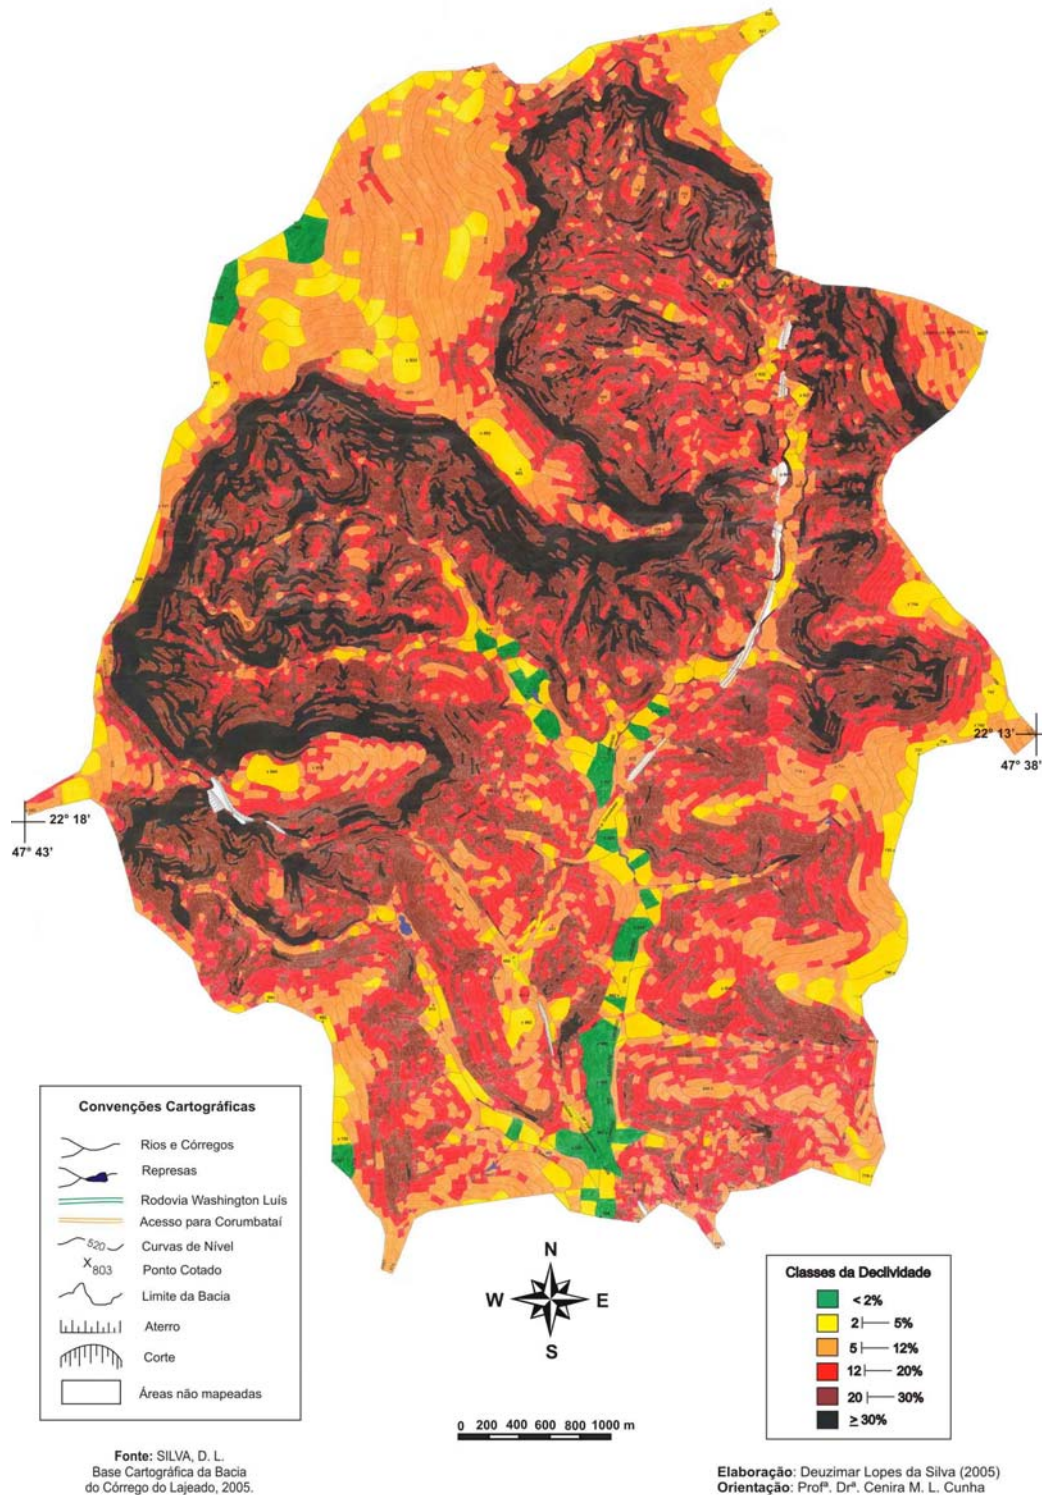 22° 13'
47° 38'
22° 18'
47° 43'
Convenções Cartográficas
Rios e Córregos
Represas
Rodovia Washington Luís
Acesso para Corumbataí
520
Curvas de Nível
X 803
Ponto Cotado
Limite da Bacia
Aterro
Corte
Áreas não mapeadas
Fonte: SILVA, D. L.
Base Cartográfica da Bacia
do Córrego do Lajeado, 2005.
N
W E
S
0 200 400 600 800 1000 m
Classes da Declividade
< 2%
2 5%
5 12%
12 20%
20 30%
≥ 30%
Elaboração: Deuzimar Lopes da Silva (2005)
Orientação: Profª. Drª. Cenira M. L. Cunha